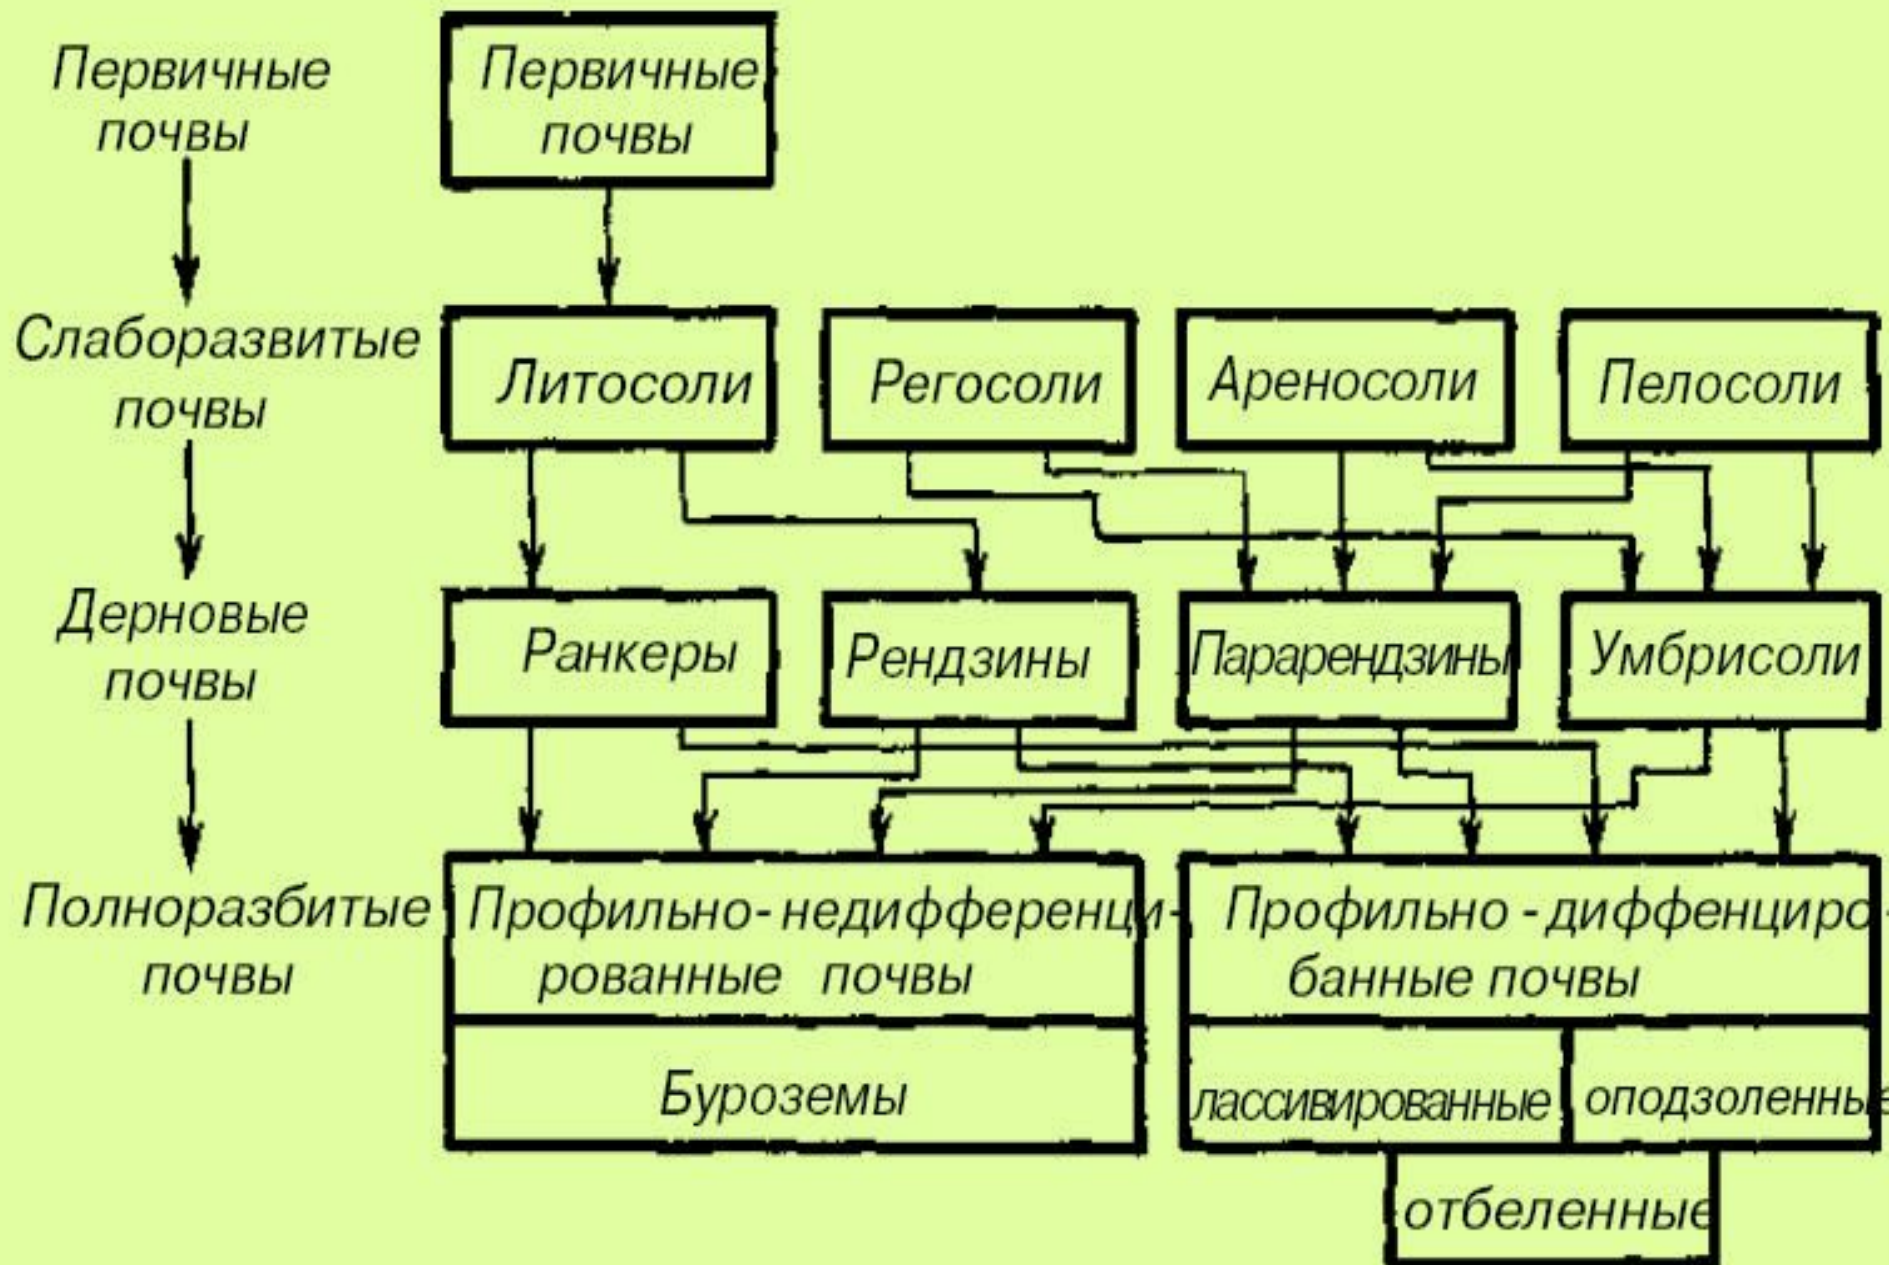 Первичные
почвы
Первичные
почвы
Слаборазвитые
почвы
Литосоли
Регосоли
Ареносоли
Пелосоли
Дерновые
почвы
Ранкеры
Рендзины
Парарендзины
Умбрисоли
Полноразбитые
почвы
Профильно-недифференци-
рованные почвы
Профильно-диффенциро-
банные почвы
Буроземы
лассивированные
оподзоленные
отбеленные